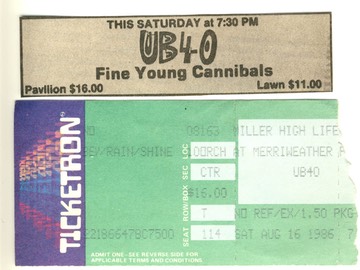 THIS SATURDAY at 7:30 PM
UB40
Fine Young Cannibals
Pavilion $16.00 Lawn $11.00
TICKETRON
SEAT ROW/BOX SEC LOC
08163 MILLER HIGH LIFE
/RAIN/SHINE PORCH AT MERRIWEATHER
CTR UB40
$16.00
T NO REF/EX/1.50
114 SAT AUG 16 1986 7
ADMIT ONE—SEE REVERSE SIDE FOR
APPLICABLE TERMS AND CONDITIONS